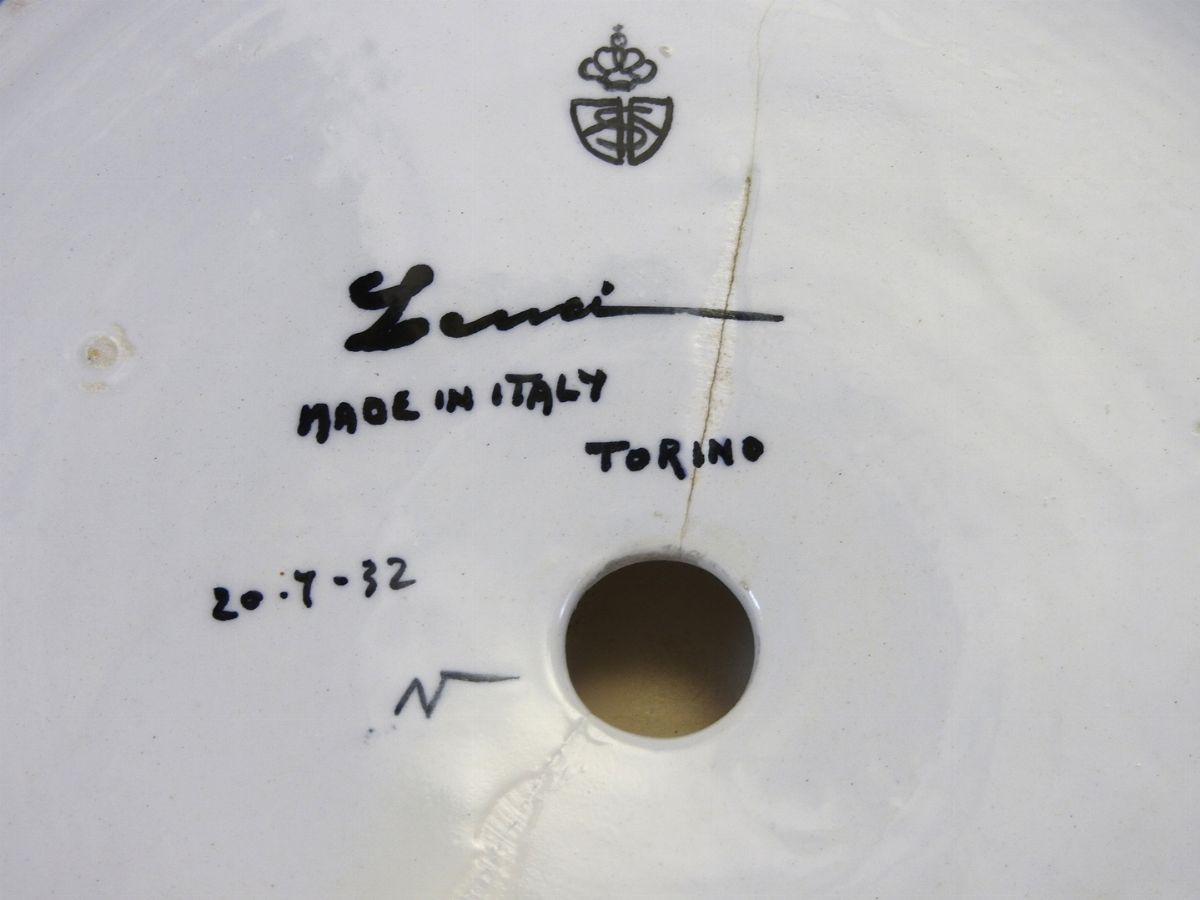 Lenci
MADE IN ITALY
TORINO
20·7-32
N